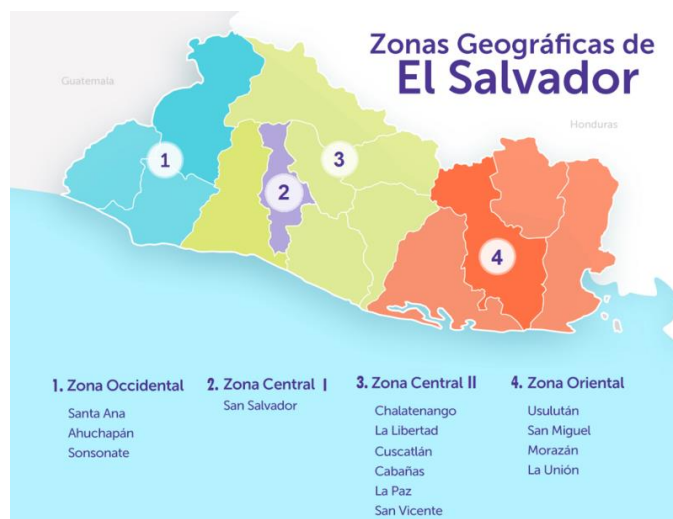 Zonas Geográficas de
El Salvador
Guatemala
Honduras
1
2
3
4
1. Zona Occidental
Santa Ana
Ahuchapán
Sonsonate
2. Zona Central I
San Salvador
3. Zona Central II
Chalatenango
La Libertad
Cuscatlán
Cabañas
La Paz
San Vicente
4. Zona Oriental
Usulután
San Miguel
Morazán
La Unión